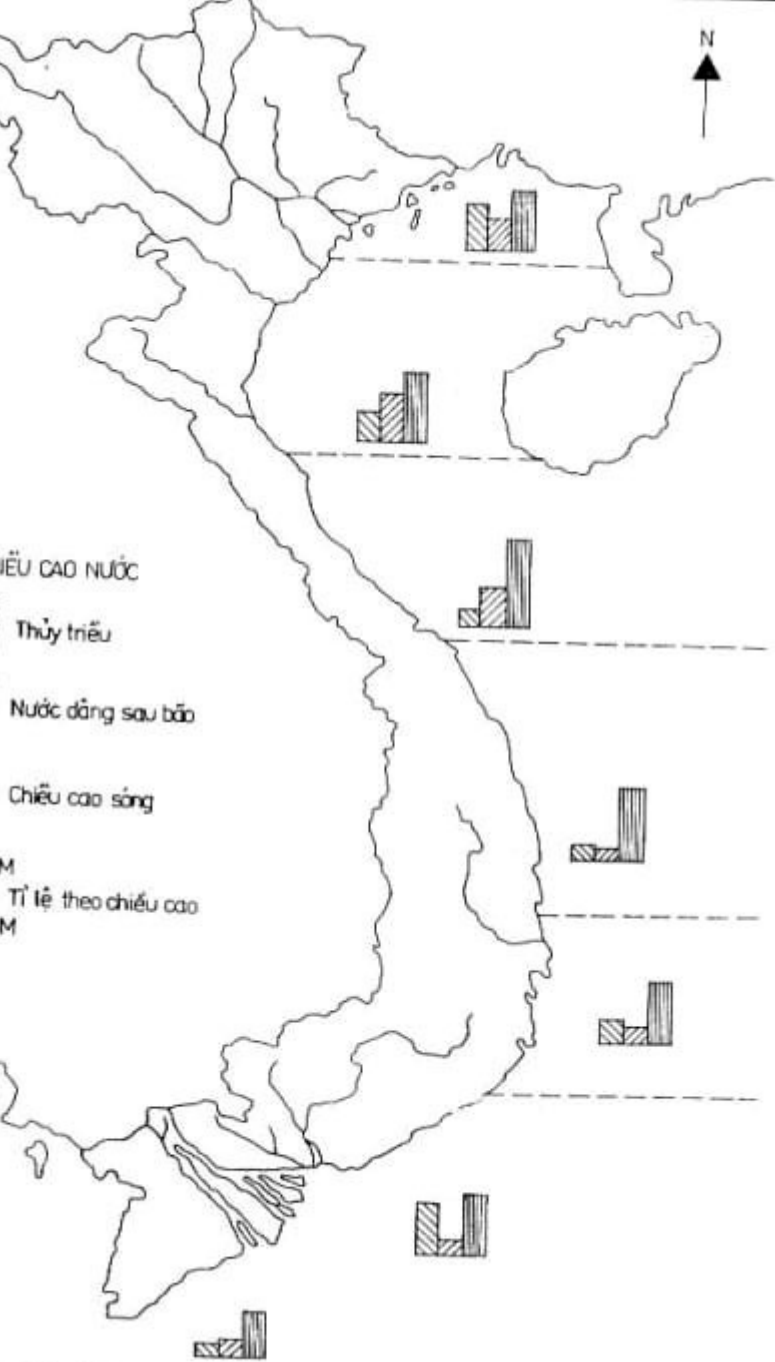 N
IỀU CAO NƯỚC
Thủy triều
Nước dâng sau bão
Chiều cao sóng
M
Tỉ lệ theo chiều cao
M